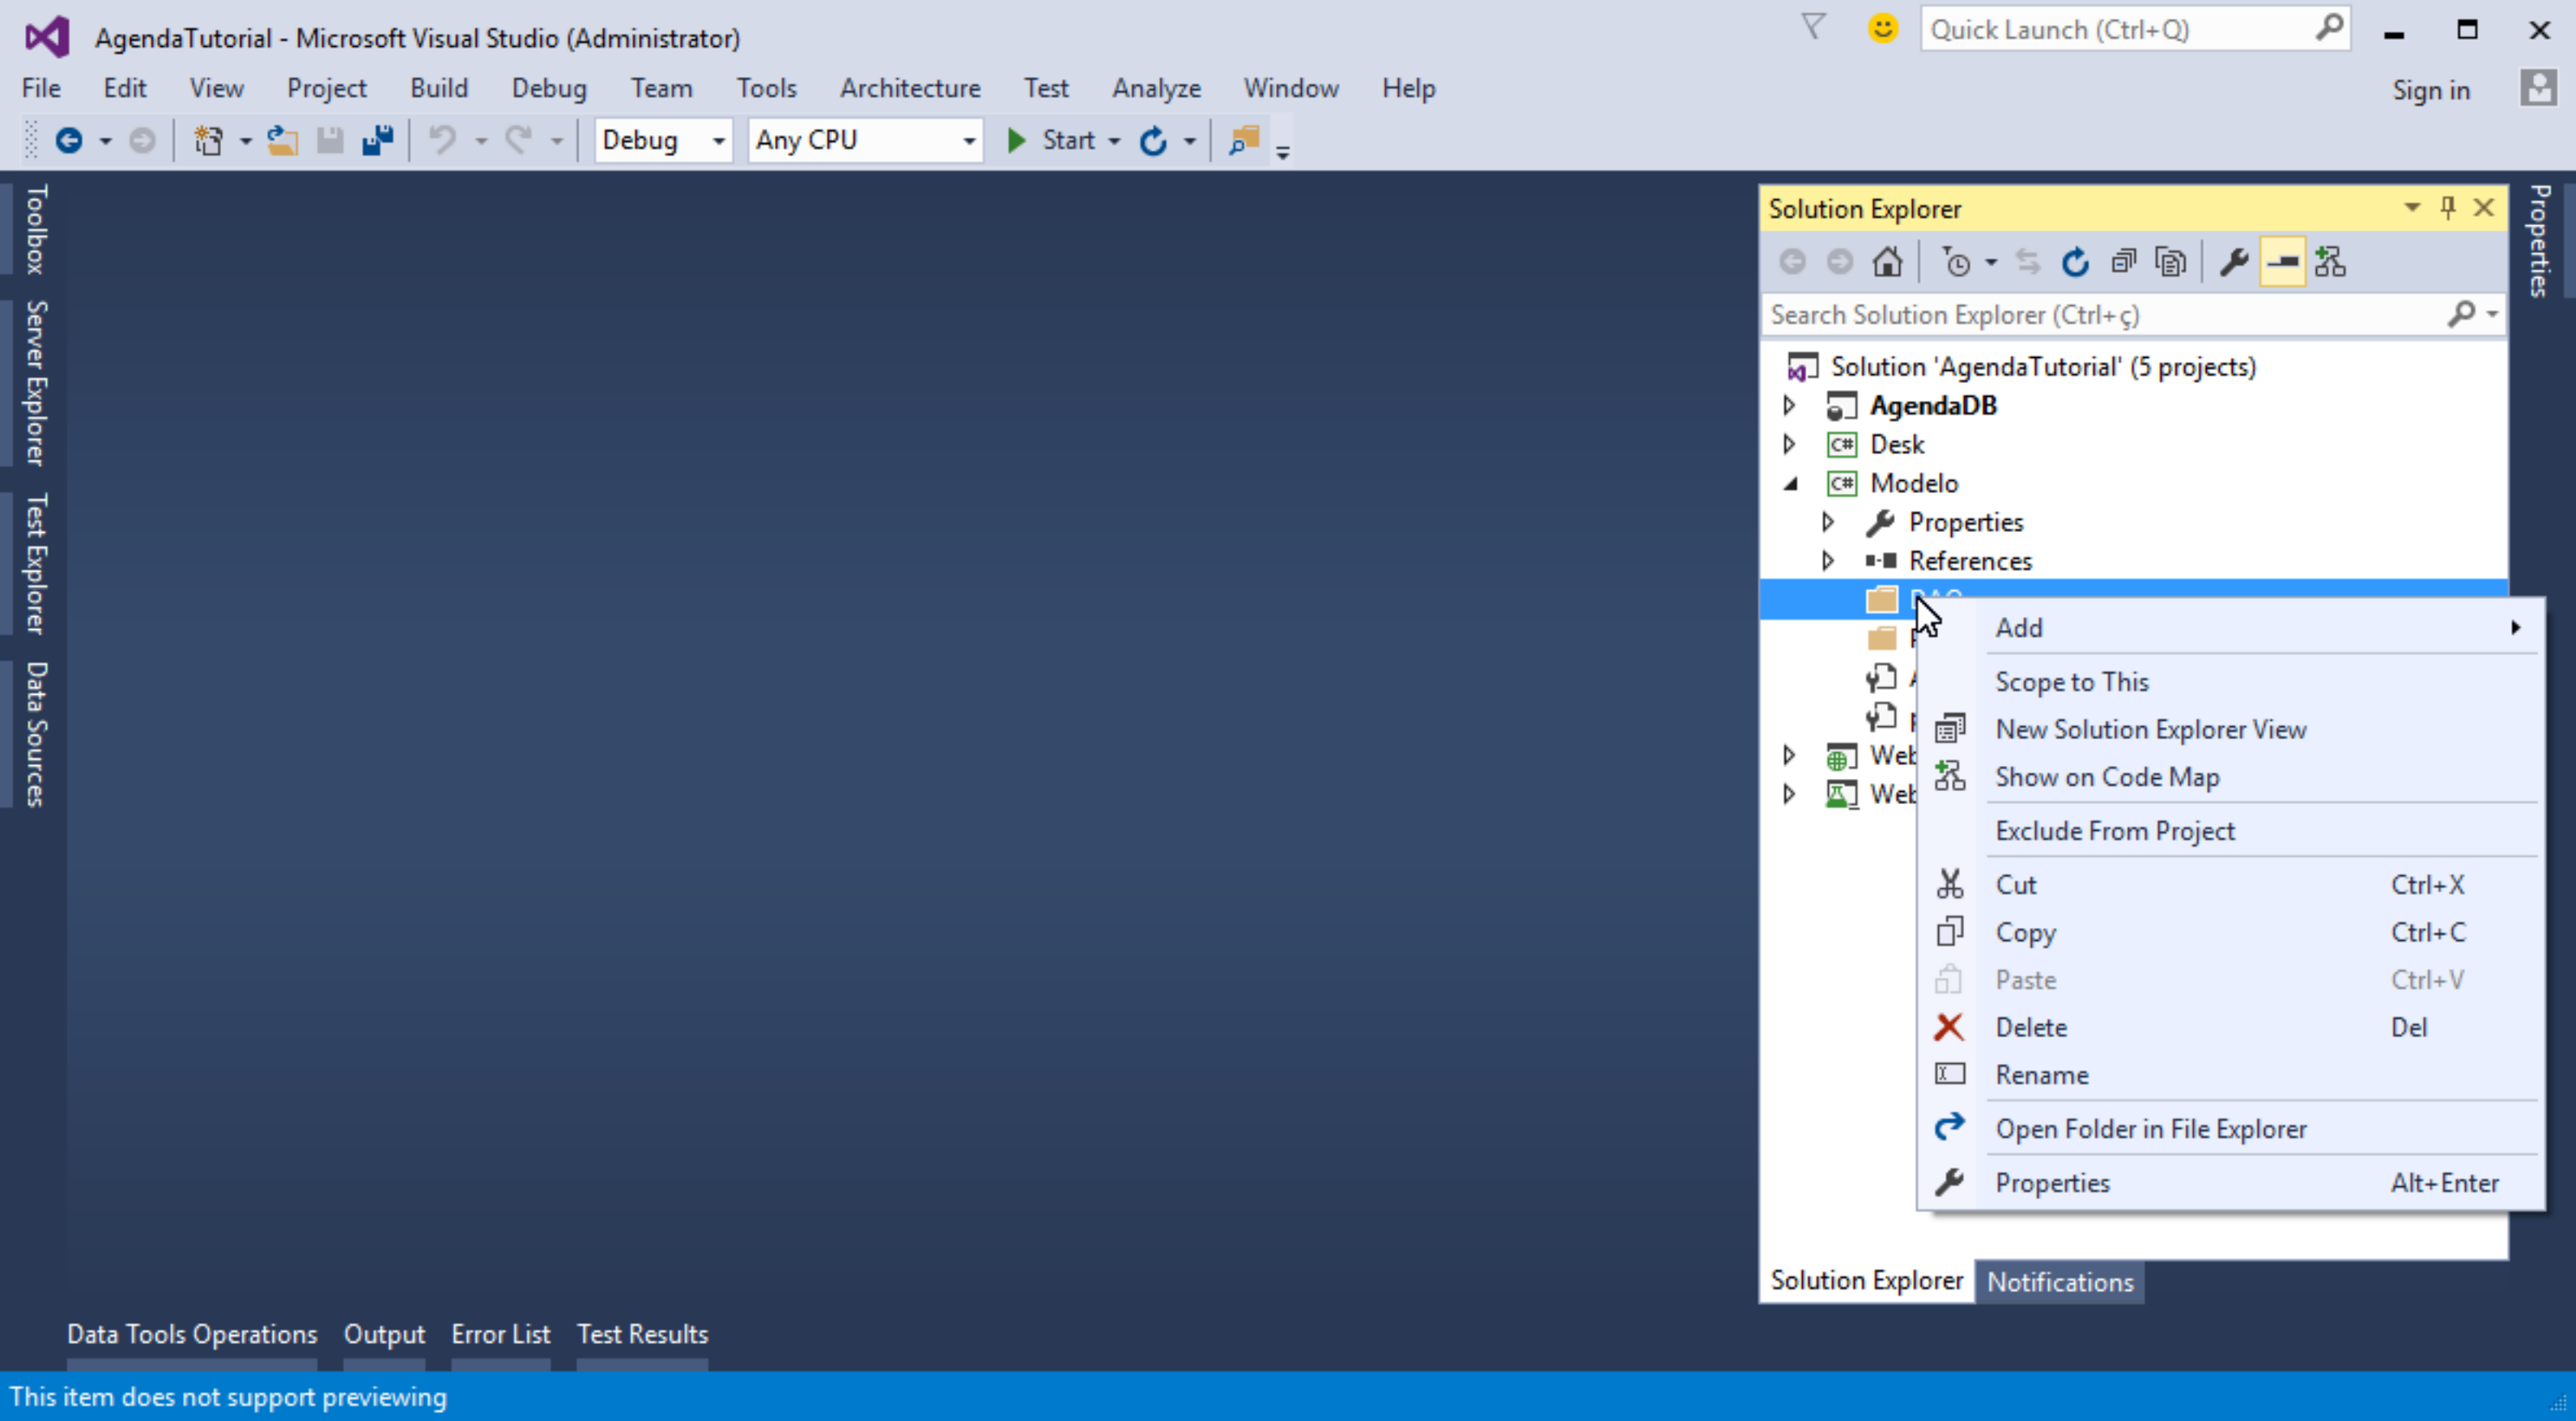 AgendaTutorial - Microsoft Visual Studio (Administrator)
Quick Launch (Ctrl+Q)
File Edit View Project Build Debug Team Tools Architecture Test Analyze Window Help
Sign in
Debug Any CPU Start
Toolbox
Server Explorer
Test Explorer
Data Sources
Solution Explorer
Search Solution Explorer (Ctrl+ç)
Solution 'AgendaTutorial' (5 projects)
AgendaDB
C# Desk
C# Modelo
Properties
References
Add
Scope to This
New Solution Explorer View
Show on Code Map
Exclude From Project
Cut Ctrl+X
Copy Ctrl+C
Paste Ctrl+V
Delete Del
Rename
Open Folder in File Explorer
Properties Alt+Enter
Solution Explorer Notifications
Properties
Data Tools Operations Output Error List Test Results
This item does not support previewing